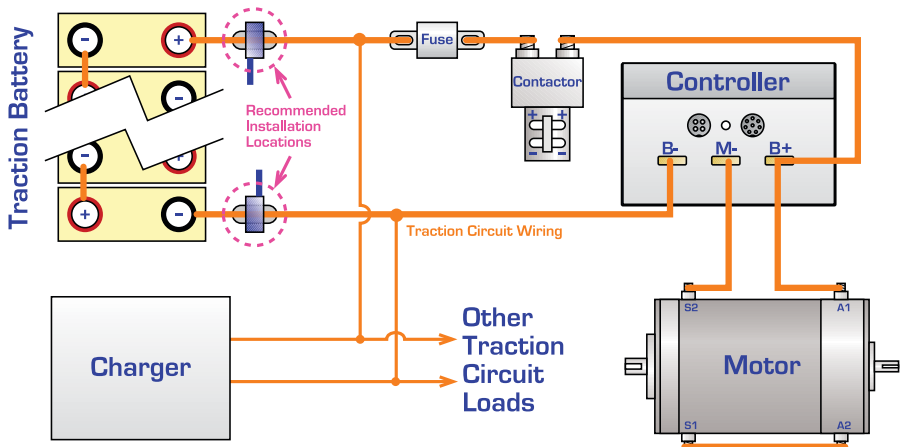 Traction Battery
-
+
-
+
-
+
-
+
-
+
-
Recommended
Installation
Locations
Fuse
Contactor
+ +
- -
Controller
B- M- B+
Traction Circuit Wiring
Charger
Other
Traction
Circuit
Loads
S2
A1
Motor
S1
A2